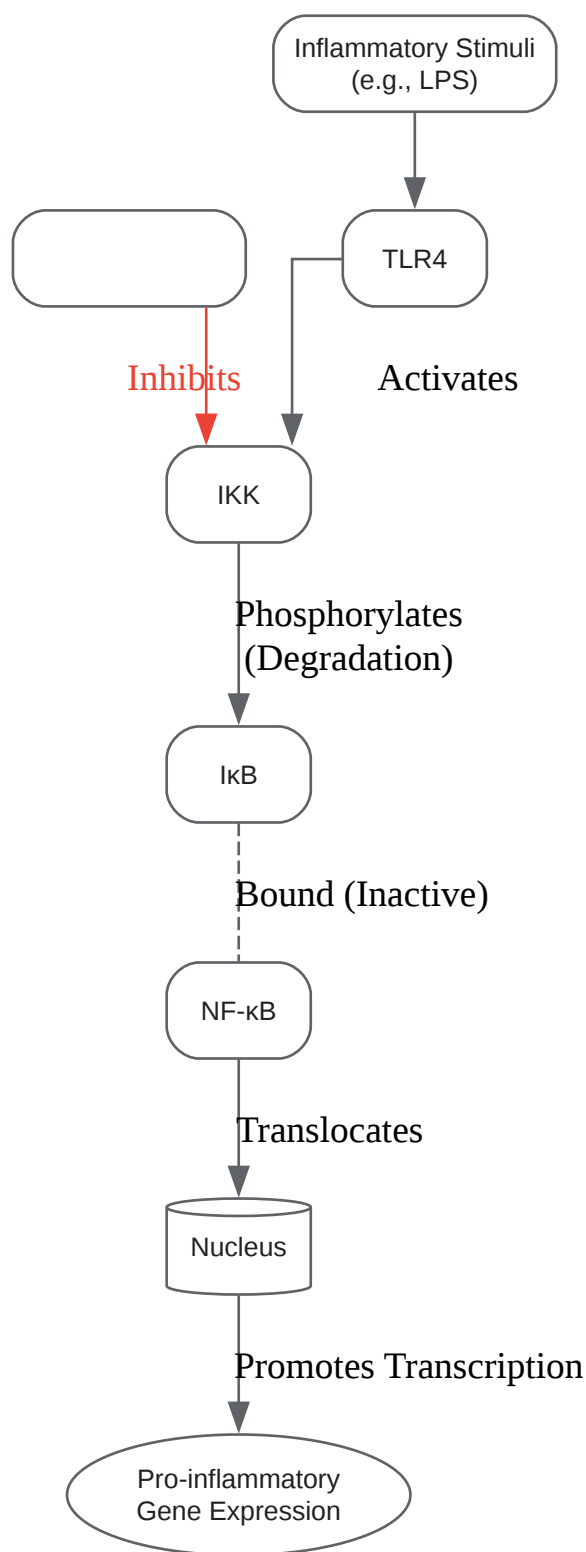 Inflammatory Stimuli
(e.g., LPS)
TLR4
Inhibits
Activates
IKK
Phosphorylates
(Degradation)
IκB
Bound (Inactive)
NF-κB
Translocates
Nucleus
Promotes Transcription
Pro-inflammatory
Gene Expression